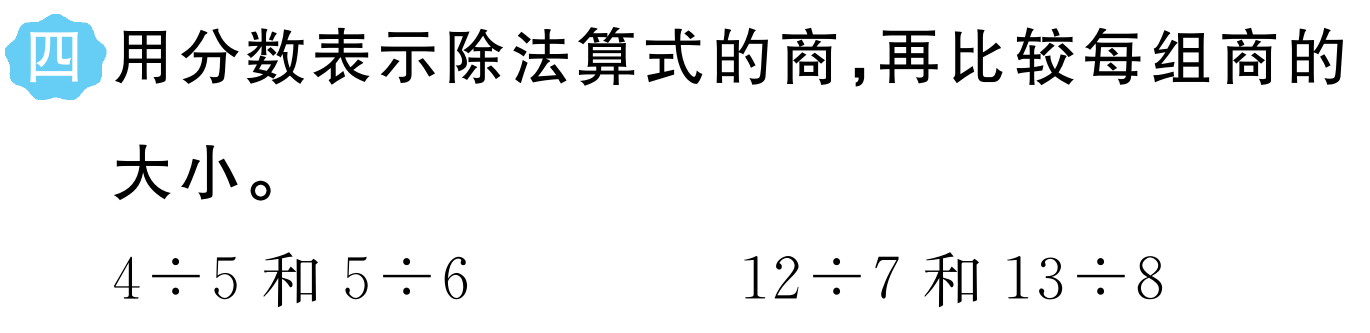 四 用分数表示除法算式的商,再比较每组商的
大小。
4÷5 和 5÷6    12÷7 和 13÷8